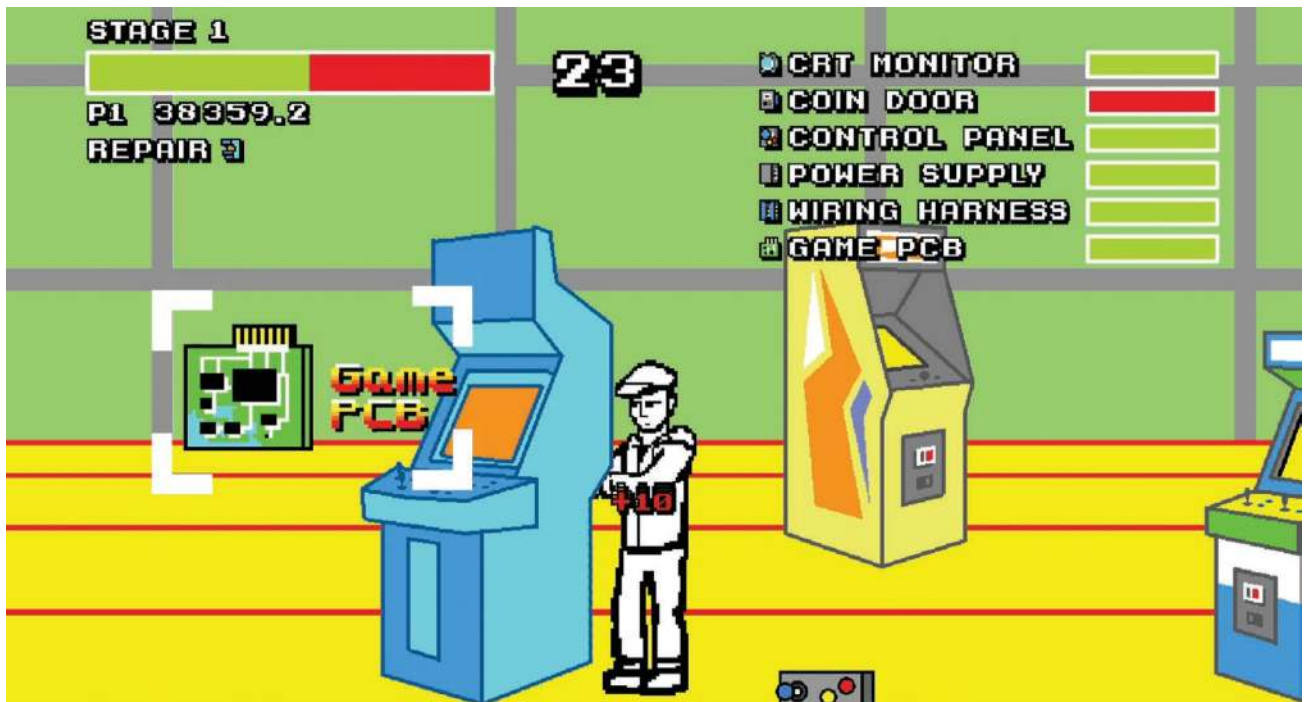 STAGE 1
23
P1 38359.2
REPAIR
CRT MONITOR
COIN DOOR
CONTROL PANEL
POWER SUPPLY
WIRING HARNESS
GAME PCB
Game
PCB
+10